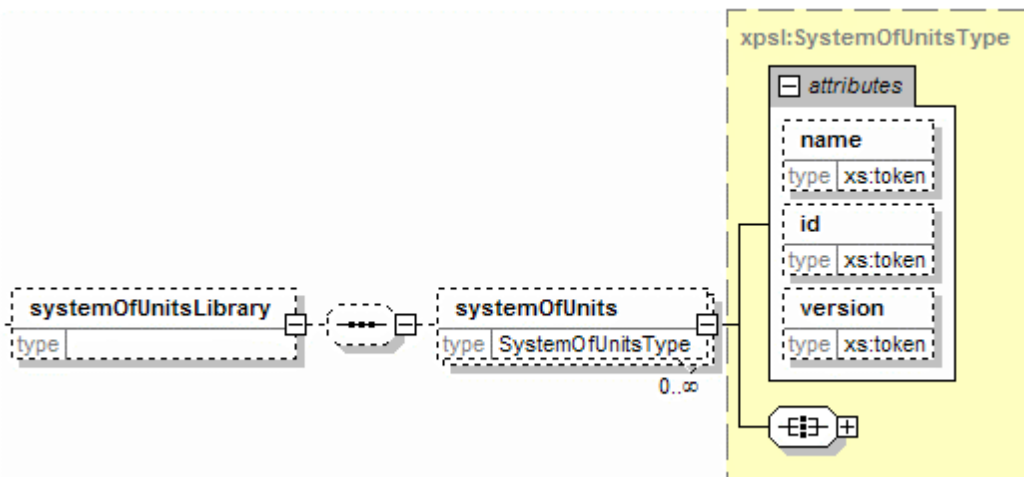 xpsl:SystemOfUnitsType
attributes
name
type xs:token
id
type xs:token
version
type xs:token
systemOfUnitsLibrary
type
systemOfUnits
type SystemOfUnitsType
0..∞